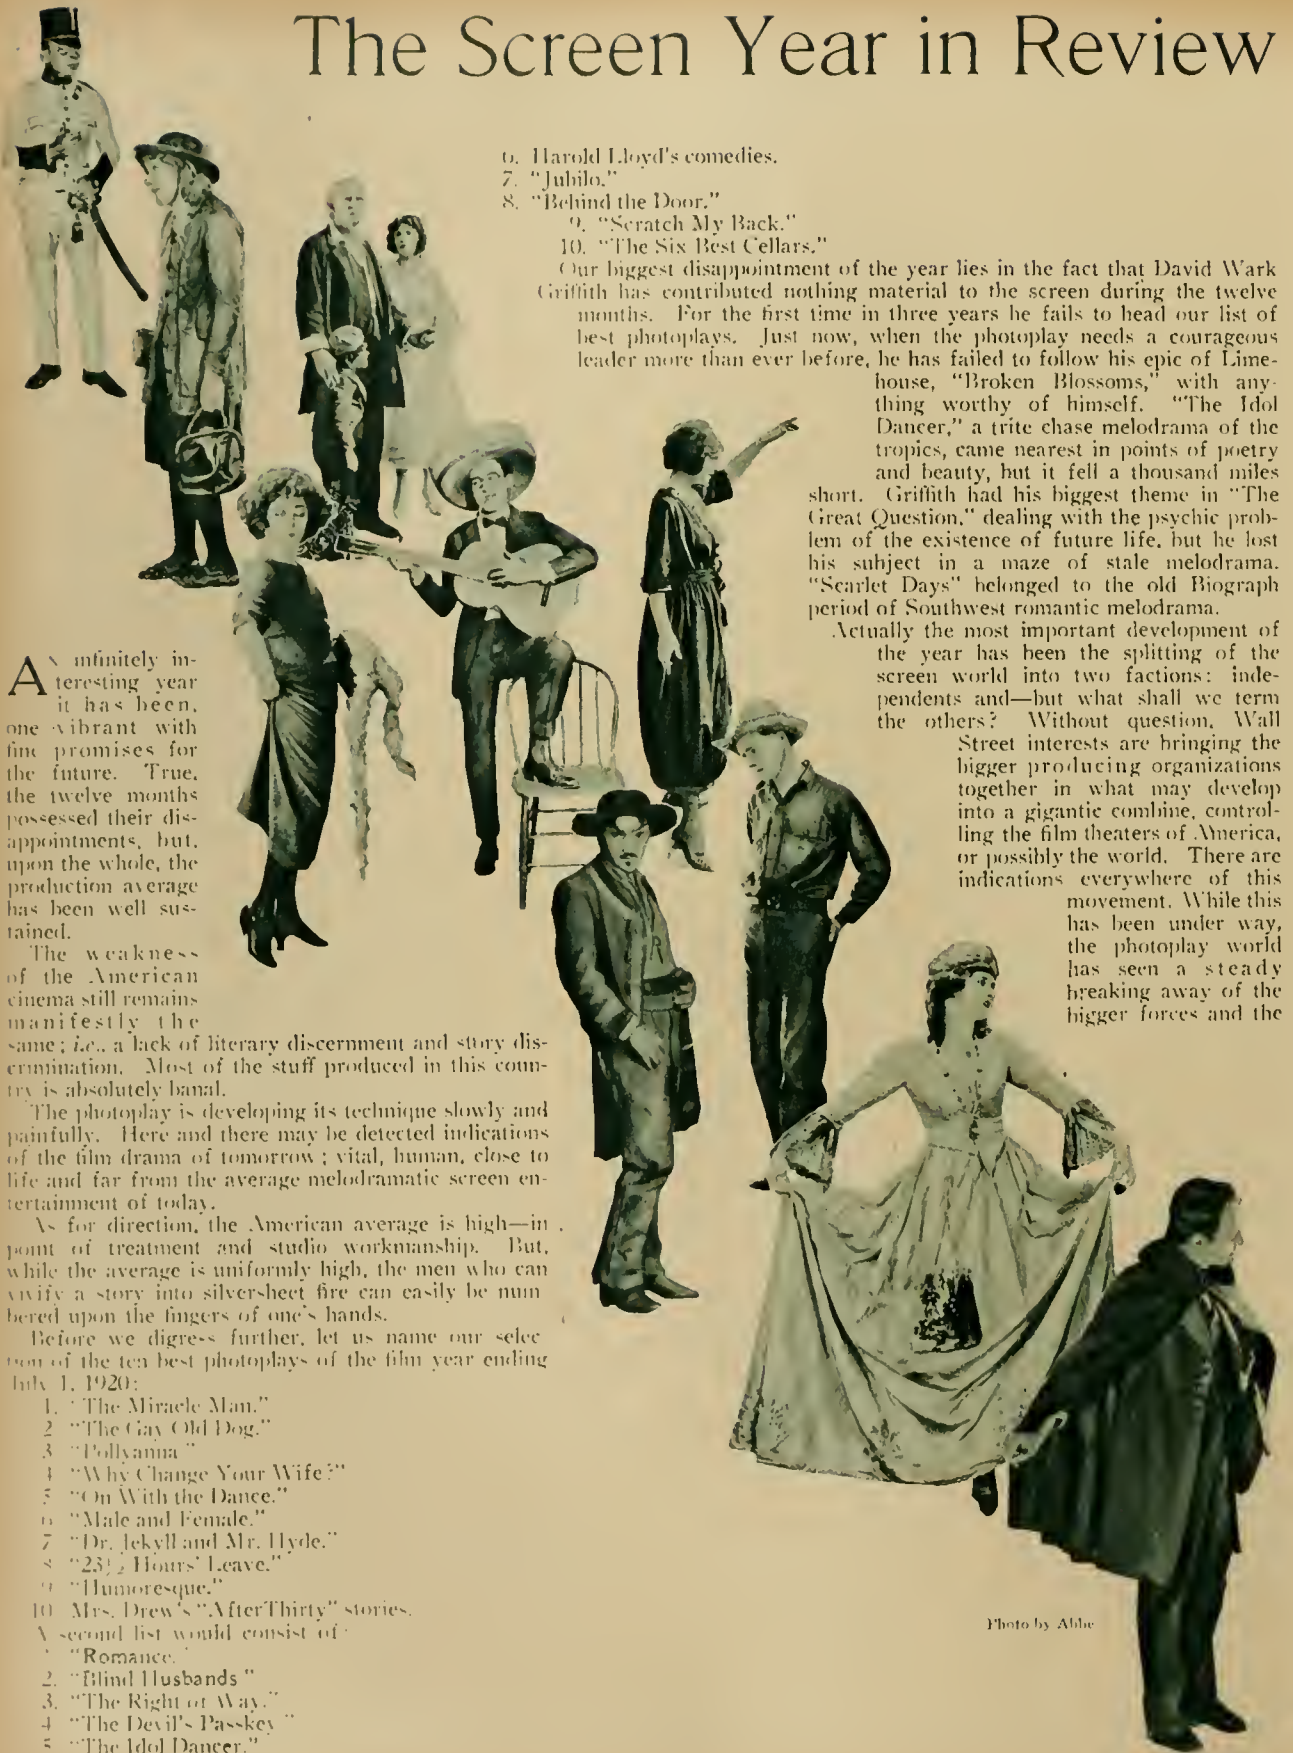 The Screen Year in Review
An infinitely in-
teresting year
it has been,
one vibrant with
fine promises for
the future. True,
the twelve months
possessed their dis-
appointments, but,
upon the whole, the
production average
has been well sus-
tained.
The weakness
of the American
cinema still remains
manifestly the
same; i.e., a lack of literary discernment and story dis-
crimination. Most of the stuff produced in this coun-
try is absolutely banal.
The photoplay is developing its technique slowly and
painfully. Here and there may be detected indications
of the film drama of tomorrow; vital, human, close to
life and far from the average melodramatic screen en-
tertainment of today.
As for direction, the American average is high—in
point of treatment and studio workmanship. But,
while the average is uniformly high, the men who can
vivify a story into silversheet fire can easily be num
bered upon the fingers of one's hands.
Before we digress further, let us name our selec
tion of the ten best photoplays of the film year ending
July 1, 1920:
1. "The Miracle Man."
2 "The Gay Old Dog."
3 "Pollyanna"
4 "Why Change Your Wife?"
5 "On With the Dance."
6 "Male and Female."
7 "Dr. Jekyll and Mr. Hyde."
8 "23½ Hours' Leave."
9 "Humoresque."
10 Mrs. Drew's "After Thirty" stories.
A second list would consist of:
1 "Romance."
2. "Blind Husbands"
3. "The Right of Way."
4 "The Devil's Passkey"
5 "The Idol Dancer."
6. Harold Lloyd's comedies.
7. "Jubilo."
8. "Behind the Door."
9. "Scratch My Back."
10. "The Six Best Cellars."
Our biggest disappointment of the year lies in the fact that David Wark
Griffith has contributed nothing material to the screen during the twelve
months. For the first time in three years he fails to head our list of
best photoplays. Just now, when the photoplay needs a courageous
leader more than ever before, he has failed to follow his epic of Lime-
house, "Broken Blossoms," with any-
thing worthy of himself. "The Idol
Dancer," a trite chase melodrama of the
tropics, came nearest in points of poetry
and beauty, but it fell a thousand miles
short. Griffith had his biggest theme in "The
Great Question," dealing with the psychic prob-
lem of the existence of future life, but he lost
his subject in a maze of stale melodrama.
"Scarlet Days" belonged to the old Biograph
period of Southwest romantic melodrama.
Actually the most important development of
the year has been the splitting of the
screen world into two factions: inde-
pendents and—but what shall we term
the others? Without question, Wall
Street interests are bringing the
bigger producing organizations
together in what may develop
into a gigantic combine, control-
ling the film theaters of America,
or possibly the world. There are
indications everywhere of this
movement. While this
has been under way,
the photoplay world
has seen a steady
breaking away of the
bigger forces and the
Photo by Abbe